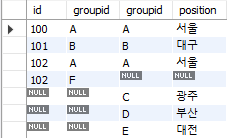 id groupid groupid position
100 A A 서울
101 B B 대구
102 A A 서울
102 F NULL NULL
NULL NULL C 광주
NULL NULL D 부산
NULL NULL E 대전